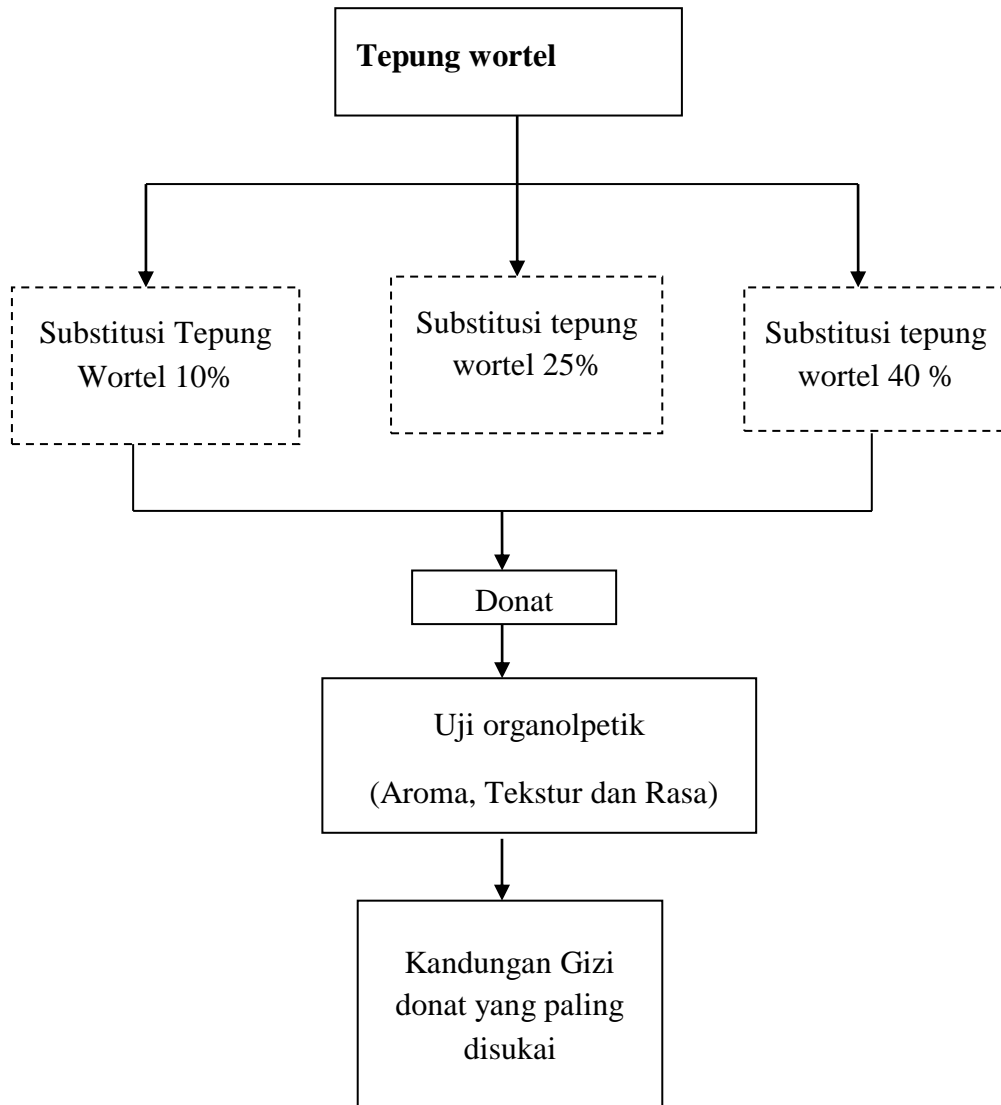 Tepung wortel
Substitusi Tepung
Wortel 10%
Substitusi tepung
wortel 25%
Substitusi tepung
wortel 40 %
Donat
Uji organolpetik
(Aroma, Tekstur dan Rasa)
Kandungan Gizi
donat yang paling
disukai